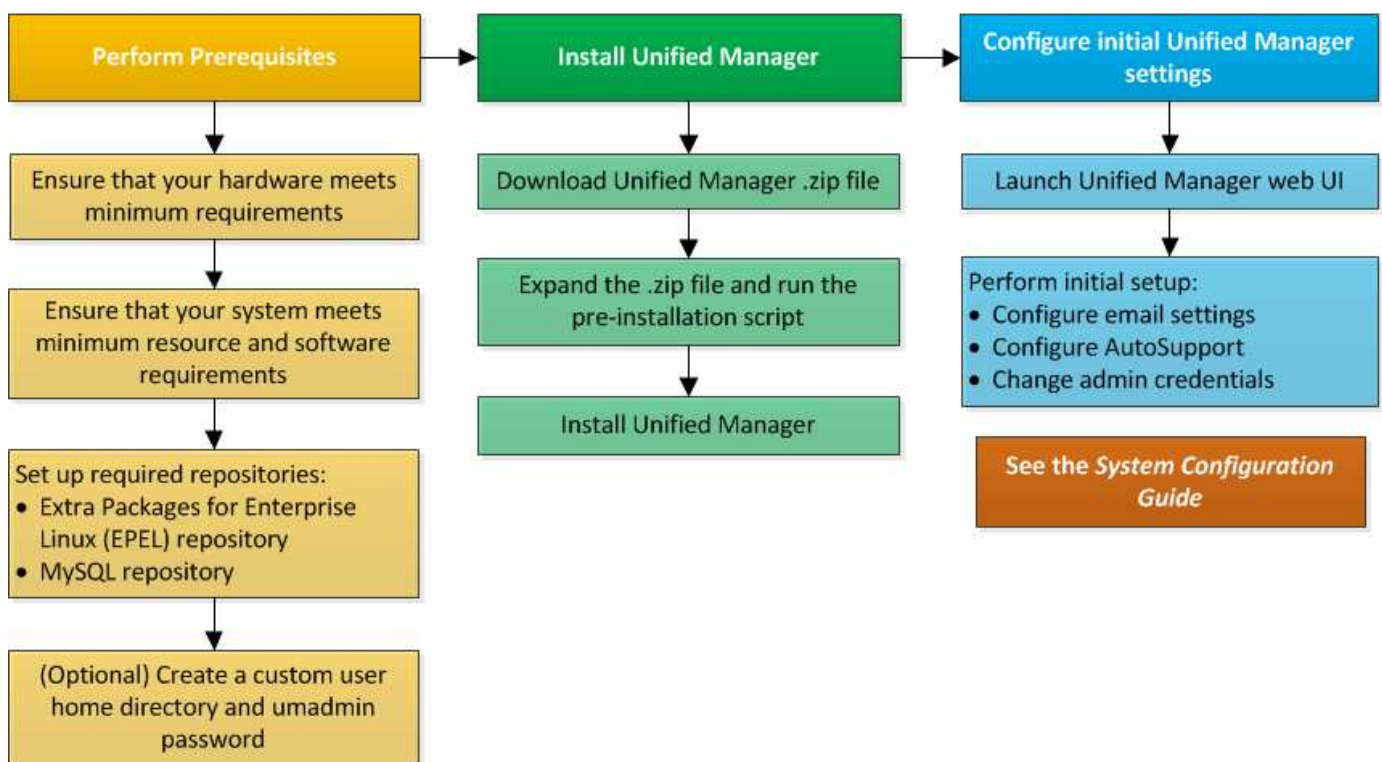 Perform Prerequisites
Ensure that your hardware meets
minimum requirements
Ensure that your system meets
minimum resource and software
requirements
Set up required repositories:
• Extra Packages for Enterprise
Linux (EPEL) repository
• MySQL repository
(Optional) Create a custom user
home directory and umadmin
password
Install Unified Manager
Download Unified Manager .zip file
Expand the .zip file and run the
pre-installation script
Install Unified Manager
Configure initial Unified Manager
settings
Launch Unified Manager web UI
Perform initial setup:
• Configure email settings
• Configure AutoSupport
• Change admin credentials
See the System Configuration
Guide